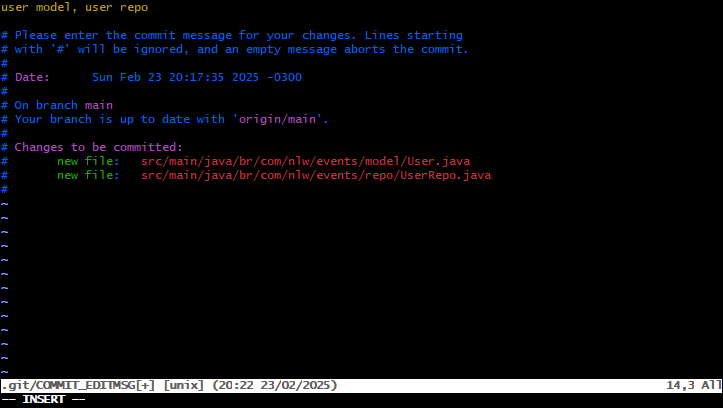 user model, user repo
# Please enter the commit message for your changes. Lines starting
# with '#' will be ignored, and an empty message aborts the commit.
#
# Date:      Sun Feb 23 20:17:35 2025 -0300
#
# On branch main
# Your branch is up to date with 'origin/main'.
#
# Changes to be committed:
#       new file:   src/main/java/br/com/nlw/events/model/User.java
#       new file:   src/main/java/br/com/nlw/events/repo/UserRepo.java
#
~
~
~
~
~
~
~
~
~
~
~
~
~
.git/COMMIT_EDITMSG[+] [unix] (20:22 23/02/2025) 14,3 All
-- INSERT --